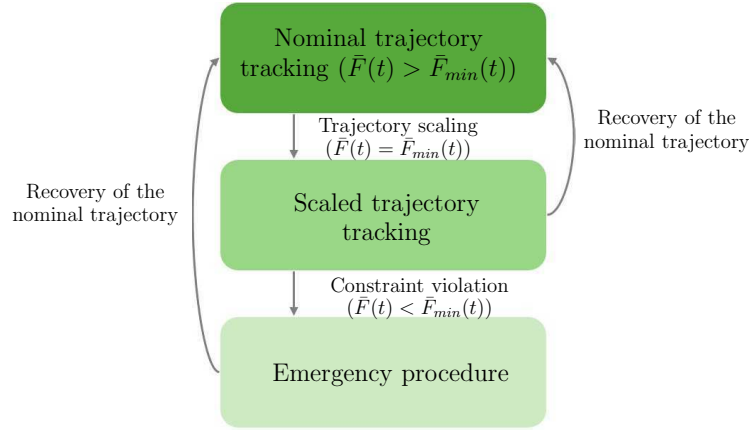 Nominal trajectory
tracking (F̄(t) > F̄_min(t))
Trajectory scaling
(F̄(t) = F̄_min(t))
Recovery of the
nominal trajectory
Recovery of the
nominal trajectory
Scaled trajectory
tracking
Constraint violation
(F̄(t) < F̄_min(t))
Emergency procedure